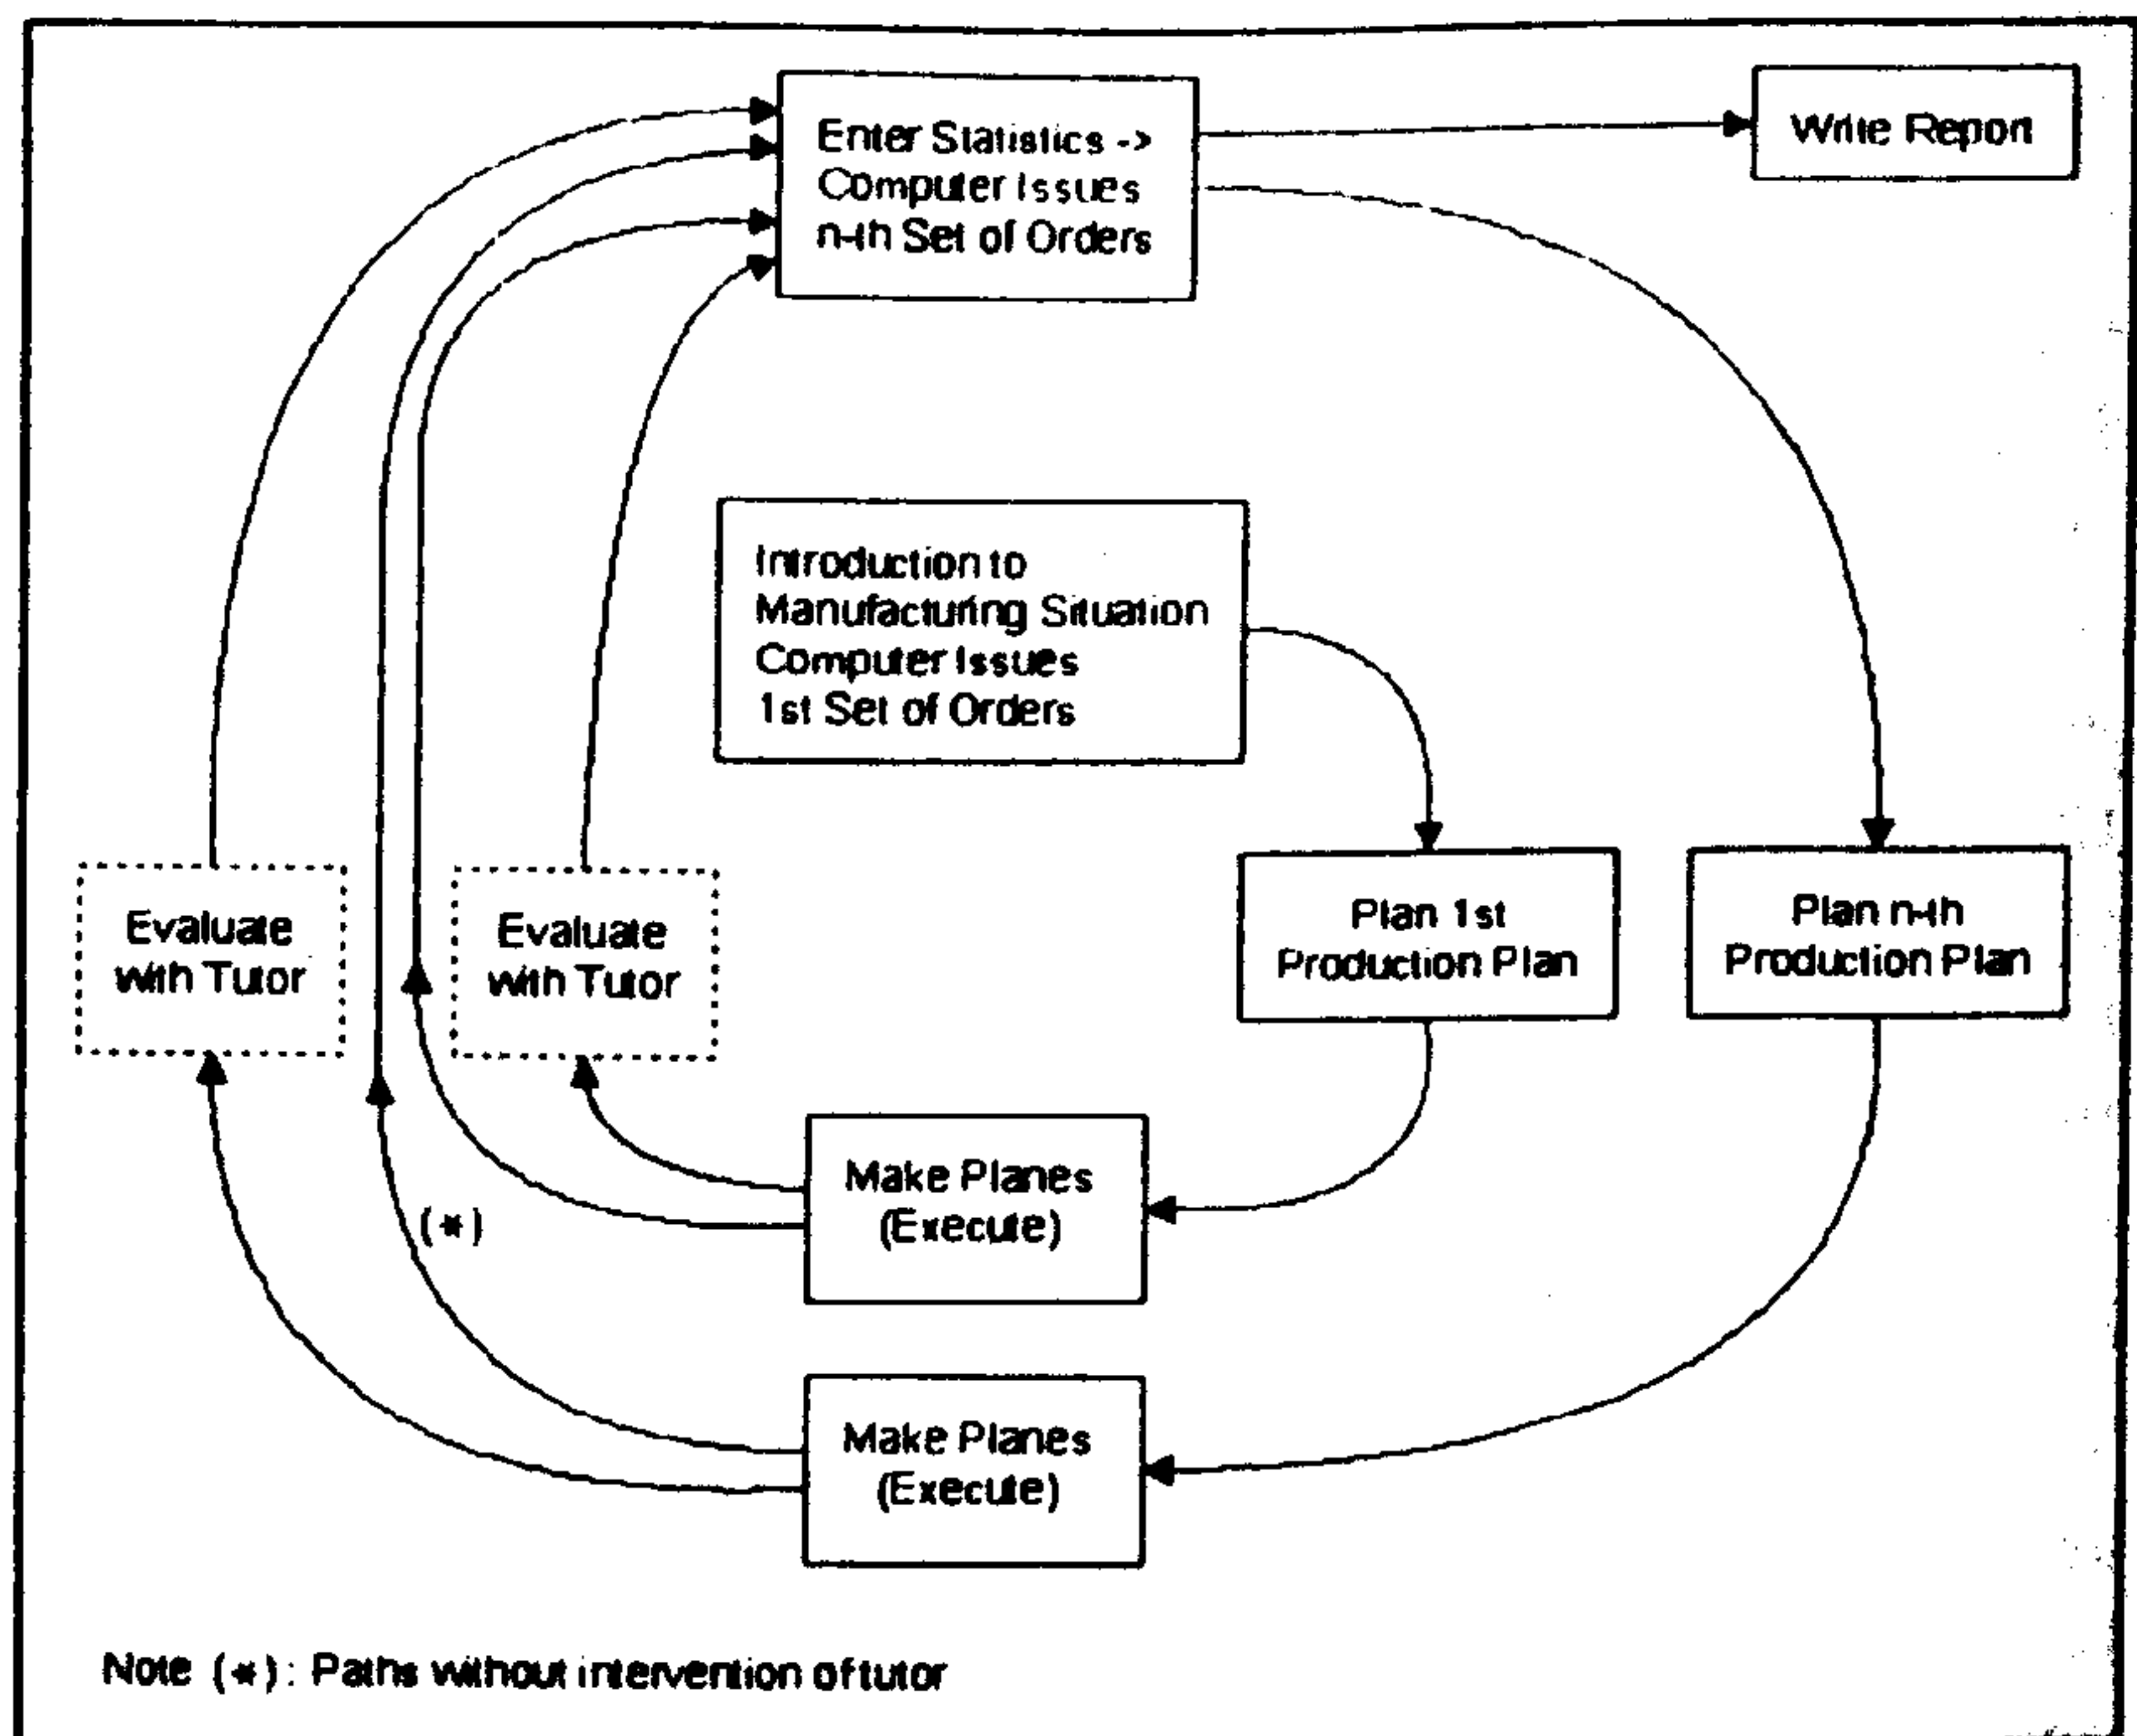 Enter Statistics ->
Computer Issues
n-th Set of Orders
Write Report
Introduction to
Manufacturing Situation
Computer Issues
1st Set of Orders
Evaluate
with Tutor
Evaluate
with Tutor
Plan 1st
Production Plan
Plan n-th
Production Plan
Make Planes
(Execute)
(*)
Make Planes
(Execute)
Note (*): Paths without intervention of tutor